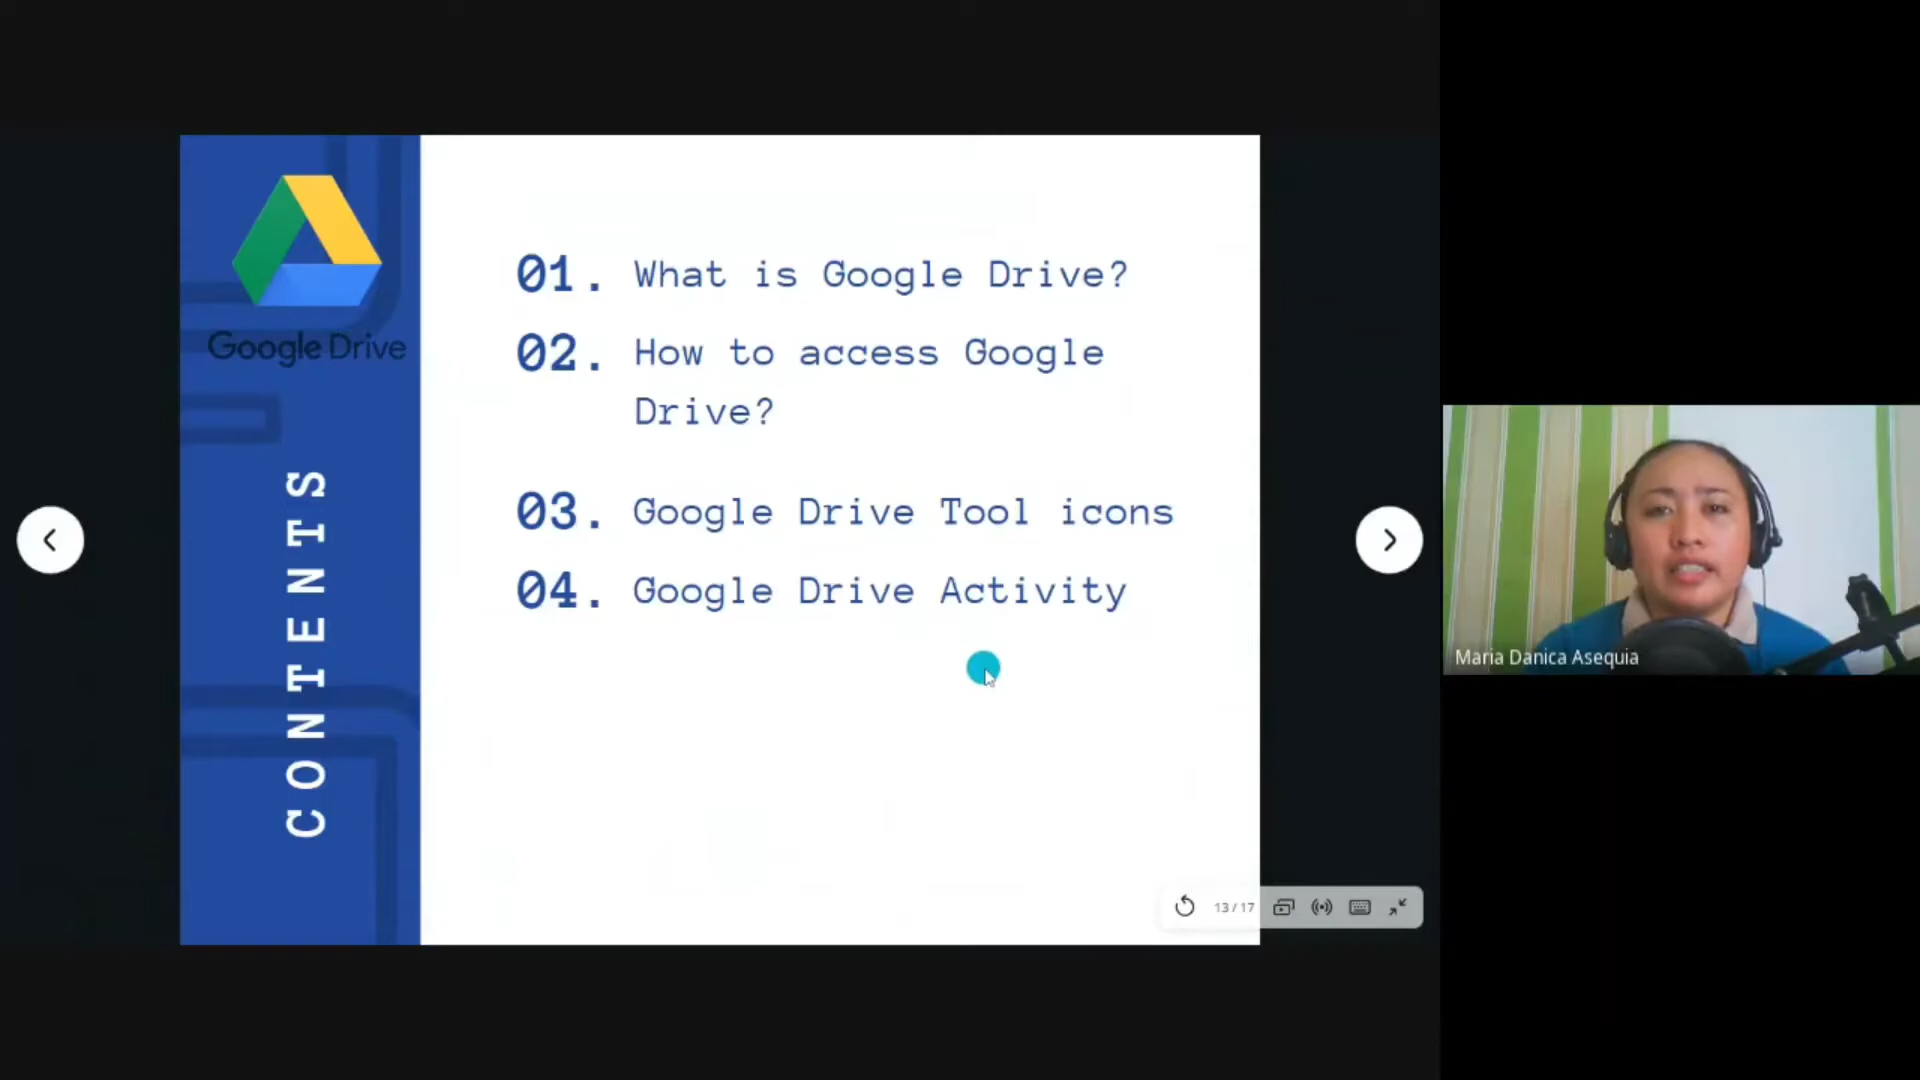 Google Drive
CONTENTS
01. What is Google Drive?
02. How to access Google
Drive?
03. Google Drive Tool icons
04. Google Drive Activity
13/17
Maria Danica Asequia